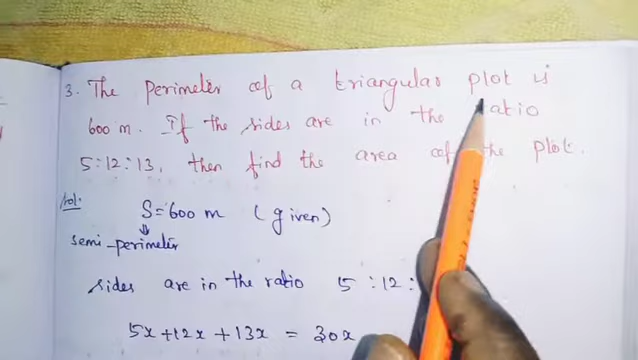 3. The perimeter of a triangular plot is
600 m. If the sides are in the ratio
5:12:13, then find the area of the plot.
Sol:
S=600 m (given)
semi-perimeter
sides are in the ratio 5:12:
5x+12x+13x = 30x